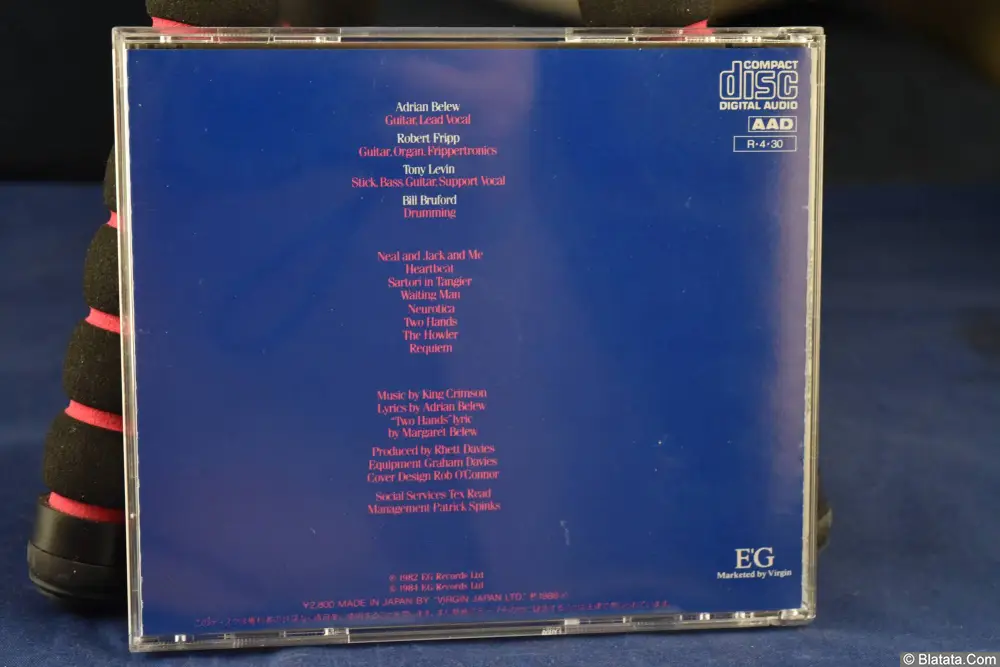 COMPACT
disc
DIGITAL AUDIO
AAD
R・4・30
Adrian Belew
Guitar, Lead Vocal
Robert Fripp
Guitar, Organ, Frippertronics
Tony Levin
Stick, Bass Guitar, Support Vocal
Bill Bruford
Drumming
Neal and Jack and Me
Heartbeat
Sartori in Tangier
Waiting Man
Neurotica
Two Hands
The Howler
Requiem
Music by King Crimson
Lyrics by Adrian Belew
"Two Hands" lyric
by Margaret Belew
Produced by Rhett Davies
Equipment Graham Davies
Cover Design Rob O'Connor
Social Services Tex Read
Management Patrick Spinks
E'G
Marketed by Virgin
℗ 1982 EG Records Ltd
© 1984 EG Records Ltd
¥2,800 MADE IN JAPAN BY "VIRGIN JAPAN LTD."
© Blatata.Com